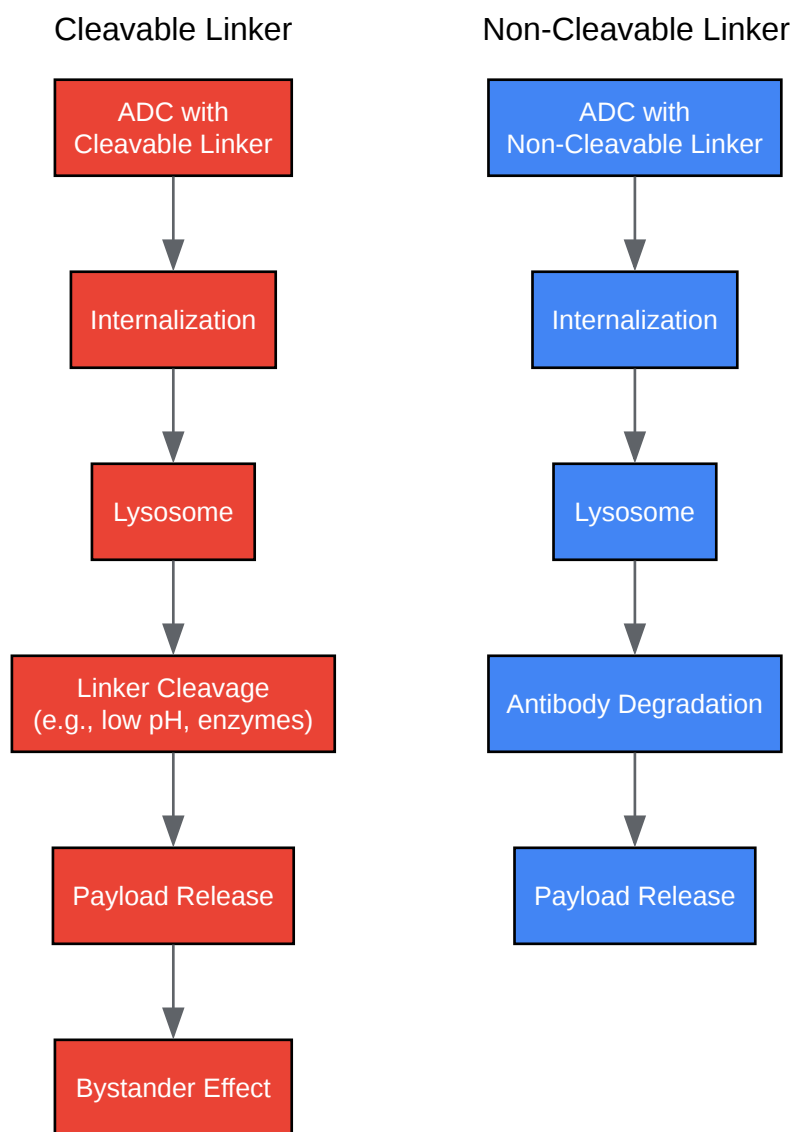 Cleavable Linker
ADC with
Cleavable Linker
Internalization
Lysosome
Linker Cleavage
(e.g., low pH, enzymes)
Payload Release
Bystander Effect
Non-Cleavable Linker
ADC with
Non-Cleavable Linker
Internalization
Lysosome
Antibody Degradation
Payload Release